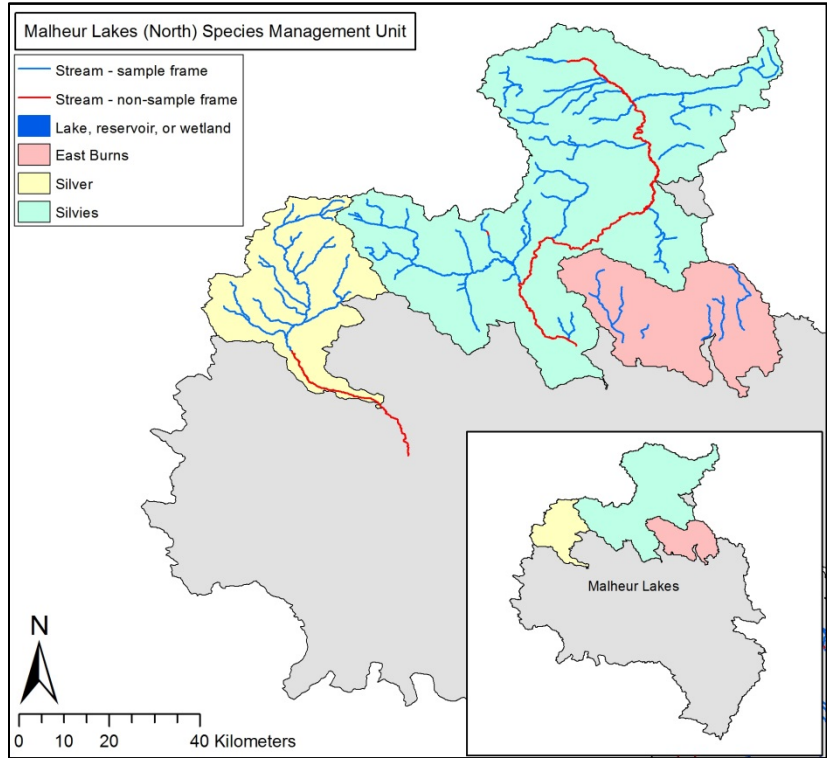 Malheur Lakes (North) Species Management Unit
Stream - sample frame
Stream - non-sample frame
Lake, reservoir, or wetland
East Burns
Silver
Silvies
Malheur Lakes
N
0 10 20 40 Kilometers